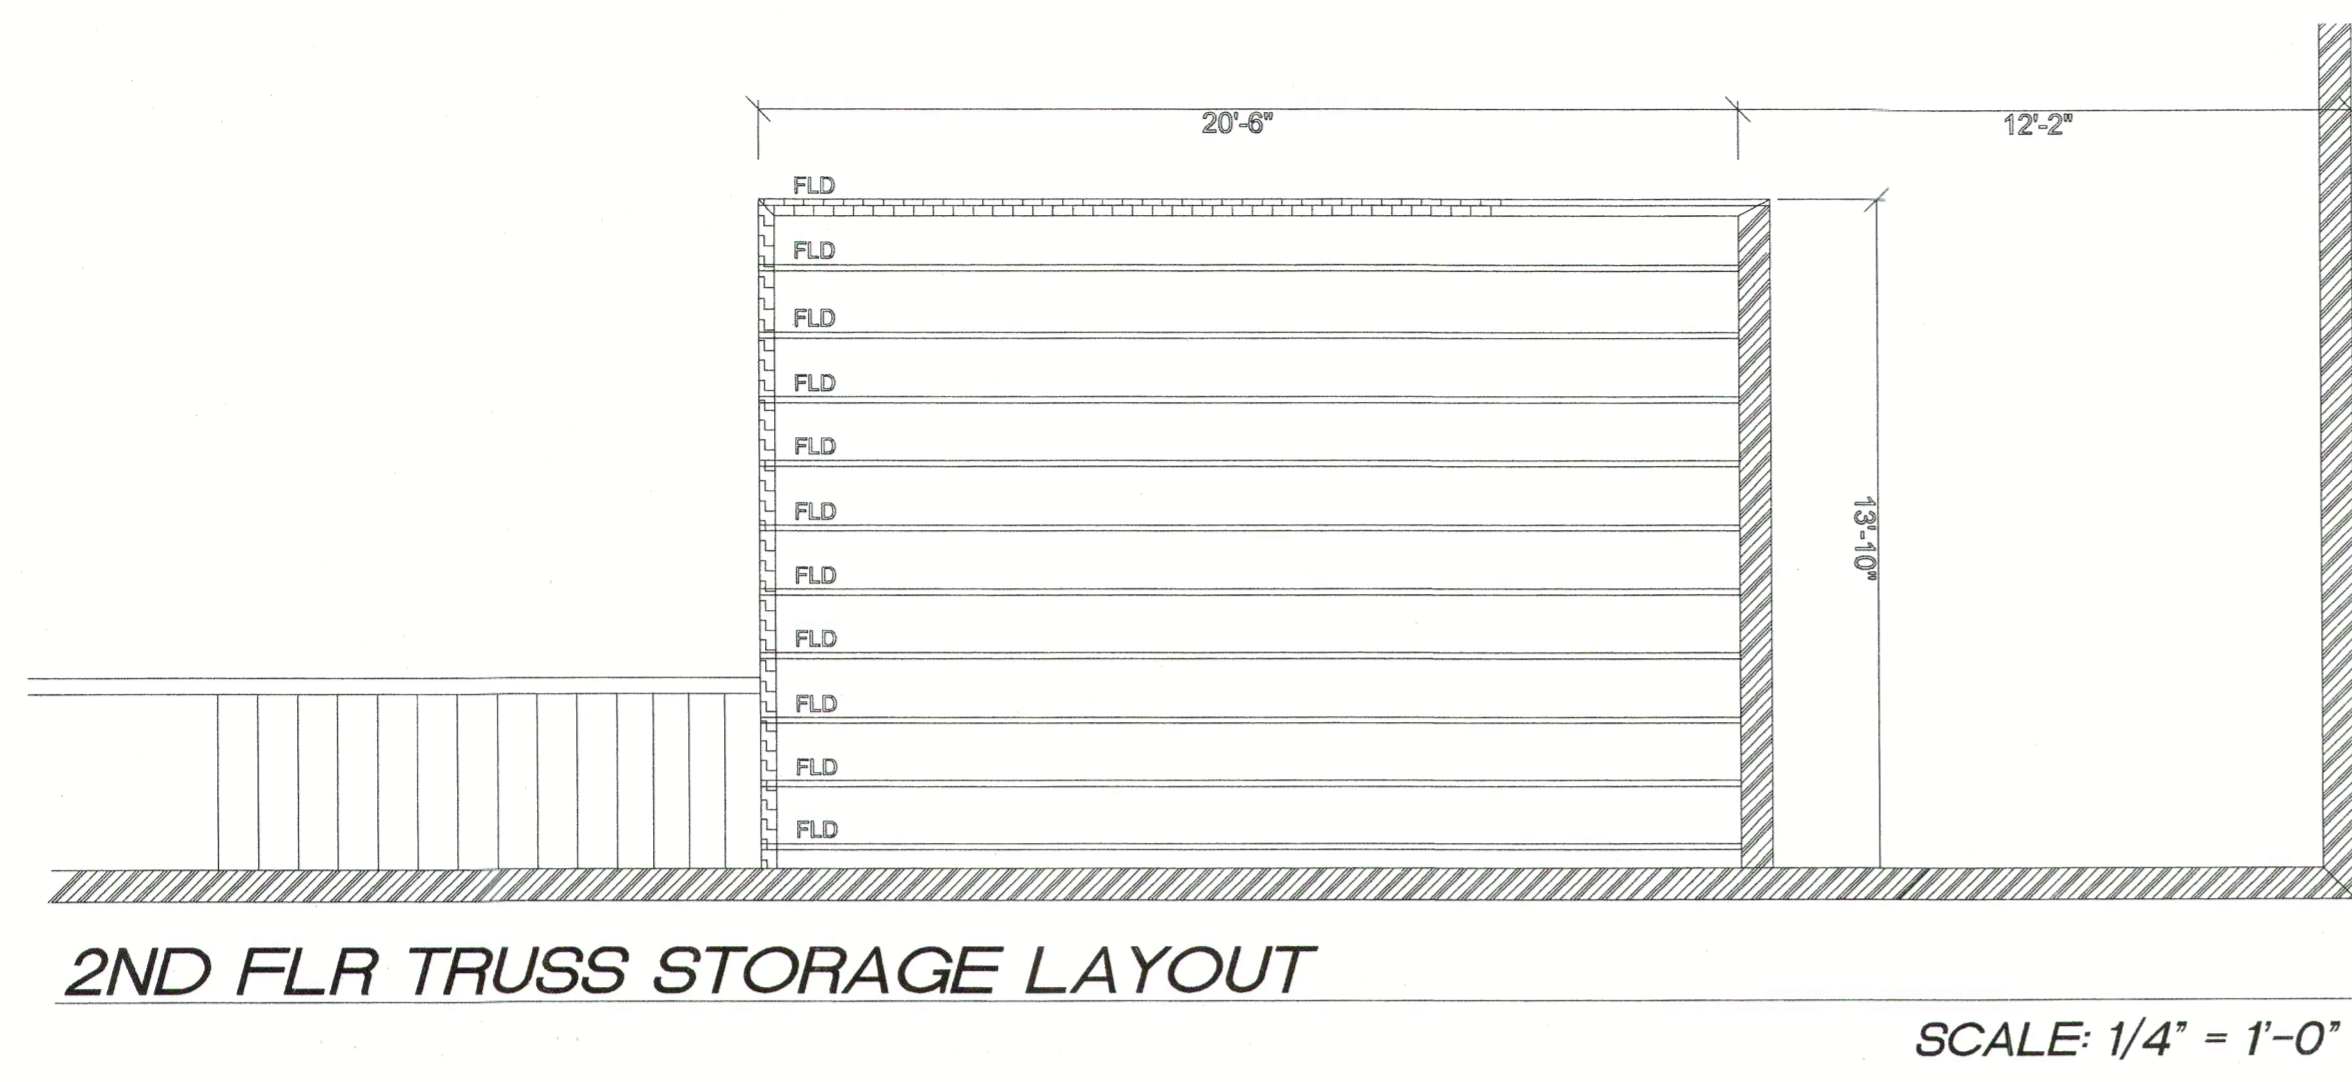 20'-6"
12'-2"
FLD
FLD
FLD
FLD
FLD
FLD
FLD
FLD
FLD
FLD
FLD
13'-10"
2ND FLR TRUSS STORAGE LAYOUT
SCALE: 1/4" = 1'-0"